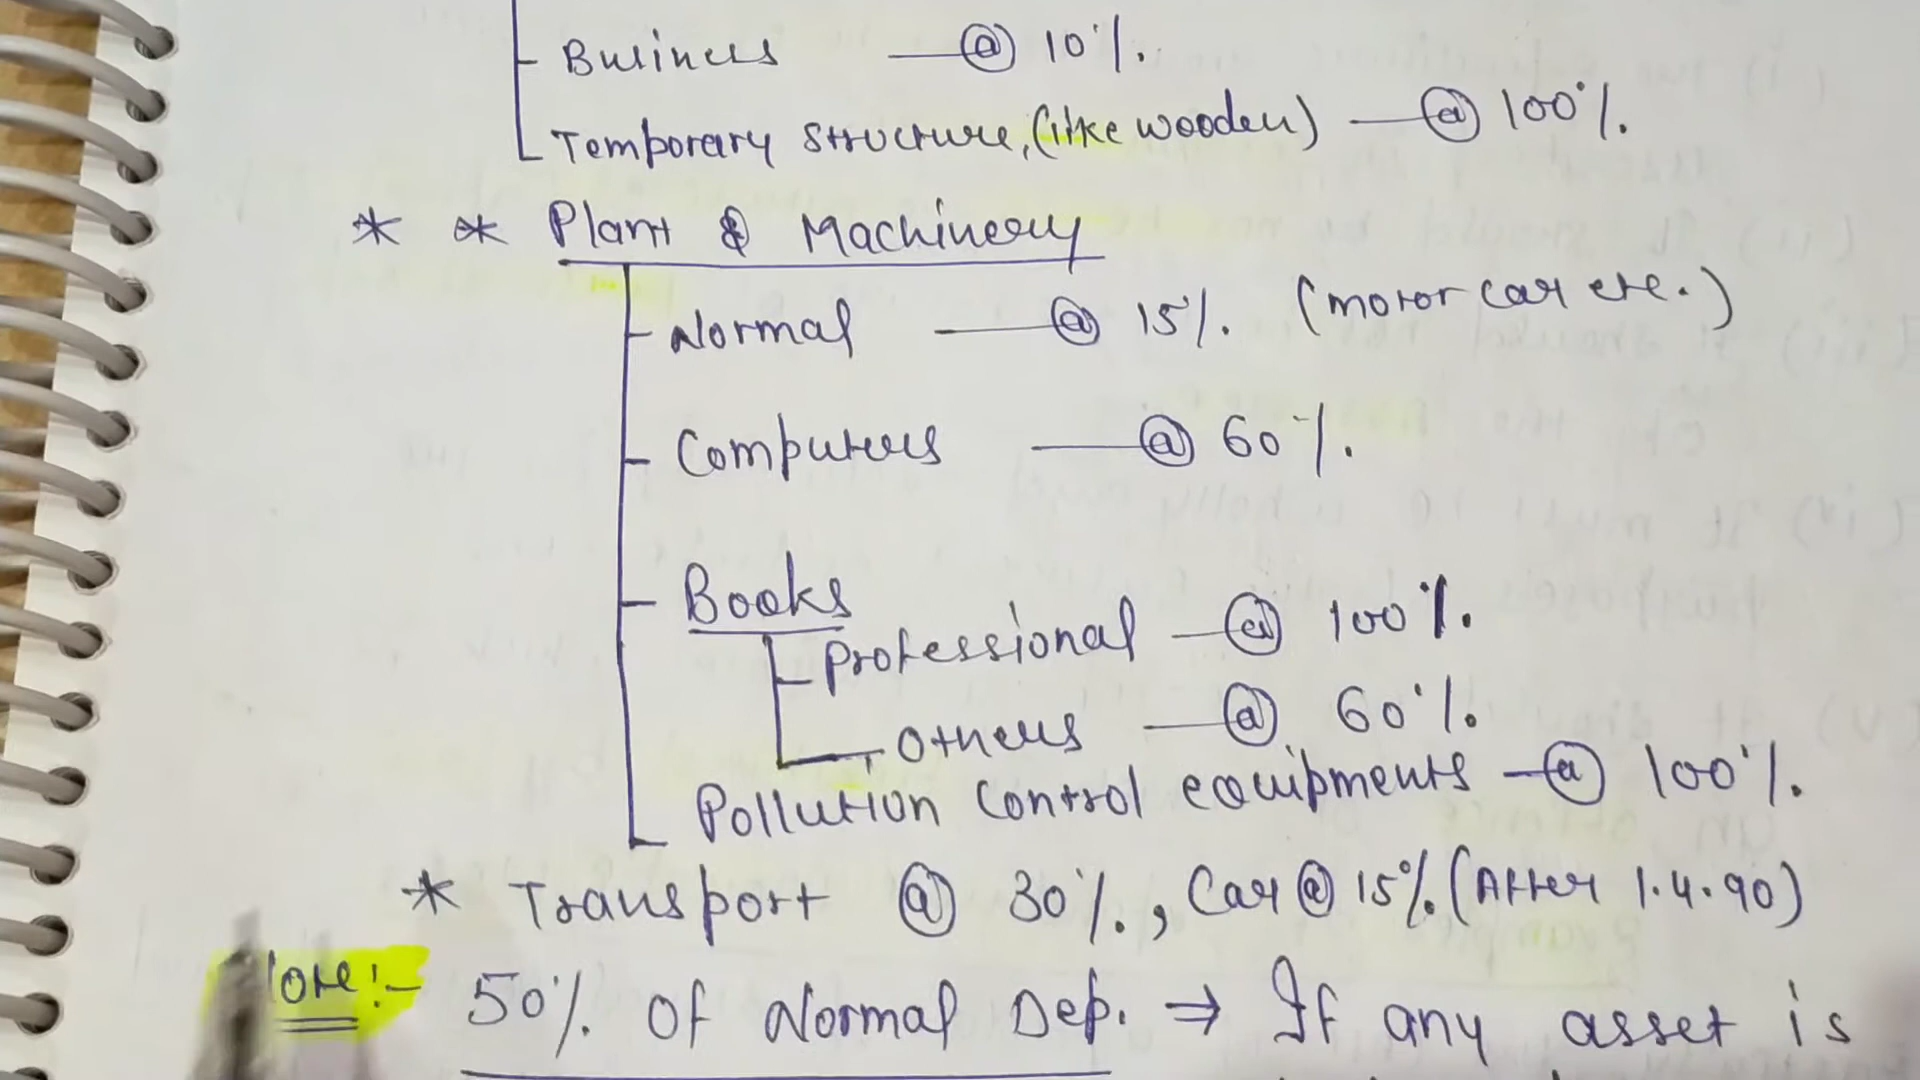 Business — @ 10%.
Temporary structure, (like wooden) — @ 100%.
* * Plant & Machinery
Normal — @ 15%. (motor car etc.)
Computers — @ 60%.
Books
Professional — @ 100%.
Others — @ 60%.
Pollution Control equipments — @ 100%.
* Transport @ 30%., Car @ 15%. (After 1.4.90)
Note:- 50% of Normal Dep. ⇒ If any asset is